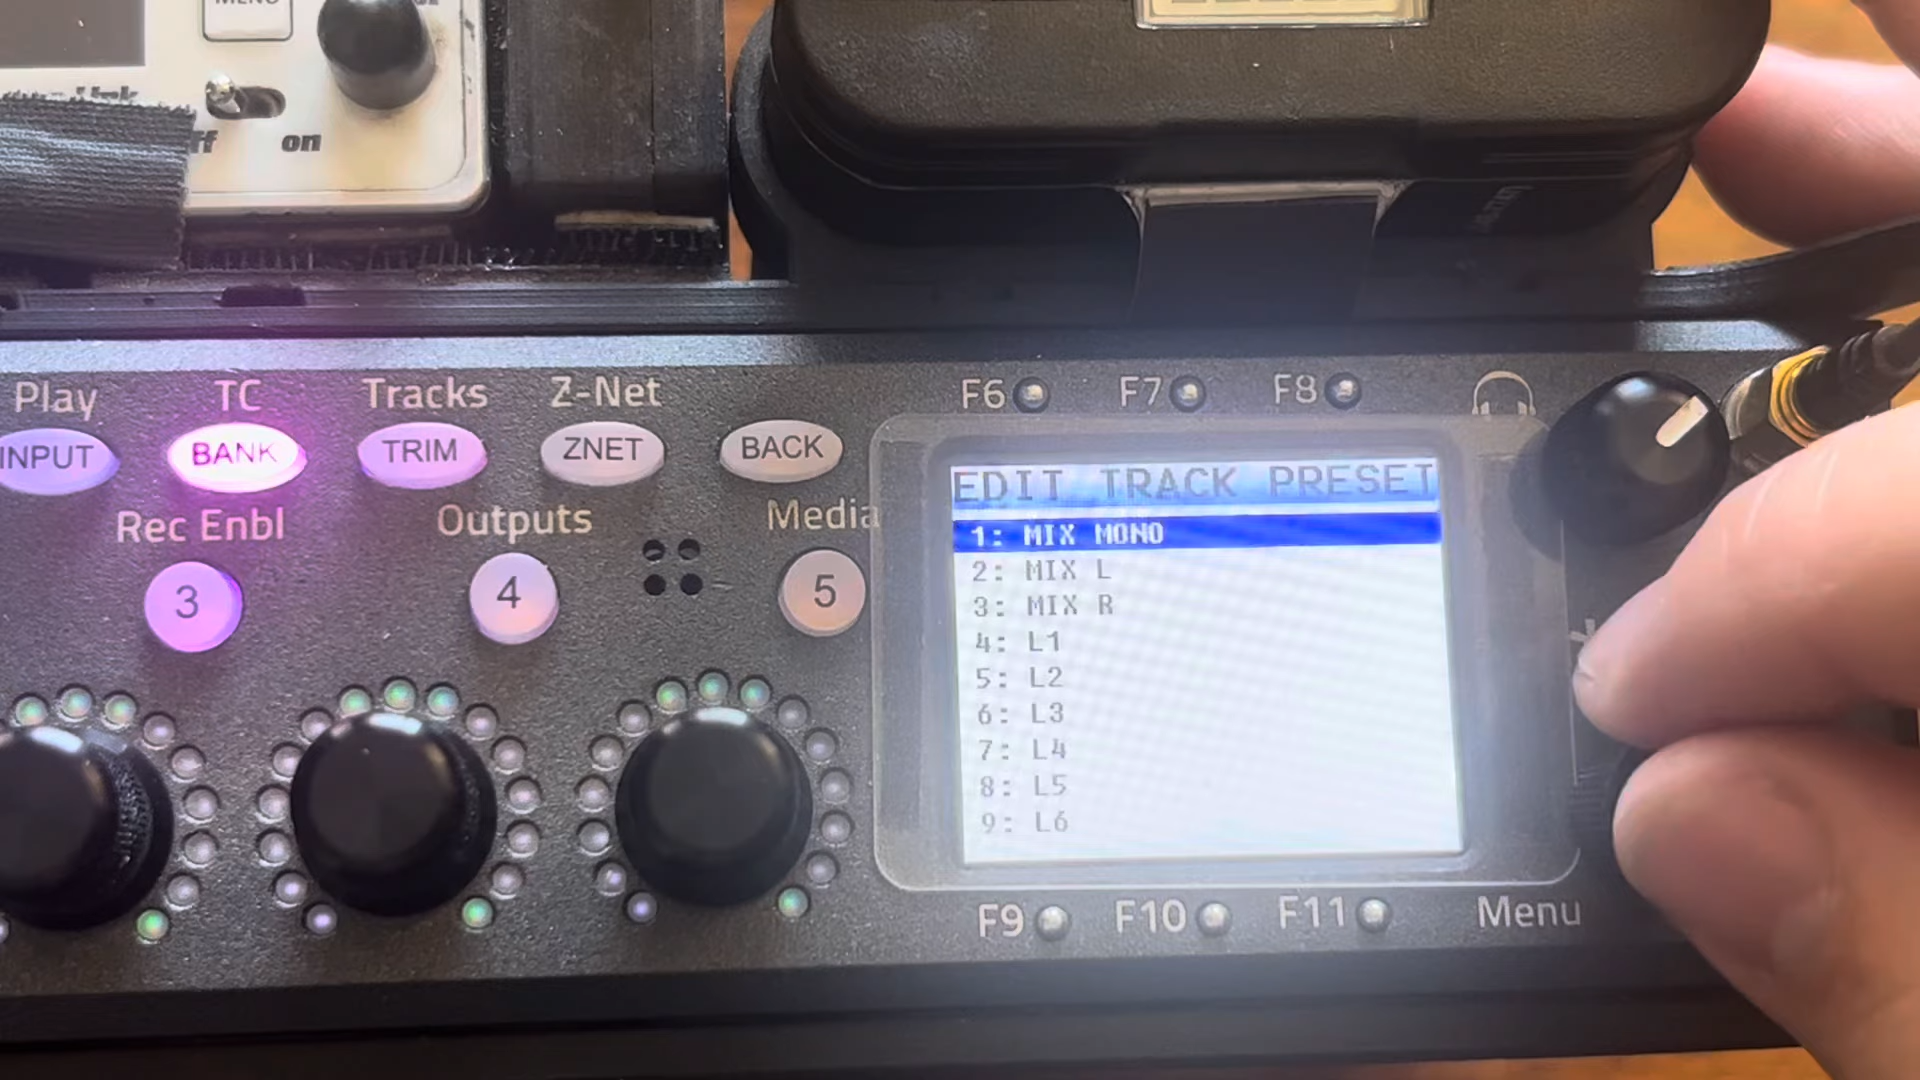 MENU
on
Play
TC
Tracks
Z-Net
INPUT
BANK
TRIM
ZNET
BACK
Rec Enbl
Outputs
Media
3
4
5
F6
F7
F8
EDIT TRACK PRESET
1: MIX MONO
2: MIX L
3: MIX R
4: L1
5: L2
6: L3
7: L4
8: L5
9: L6
F9
F10
F11
Menu